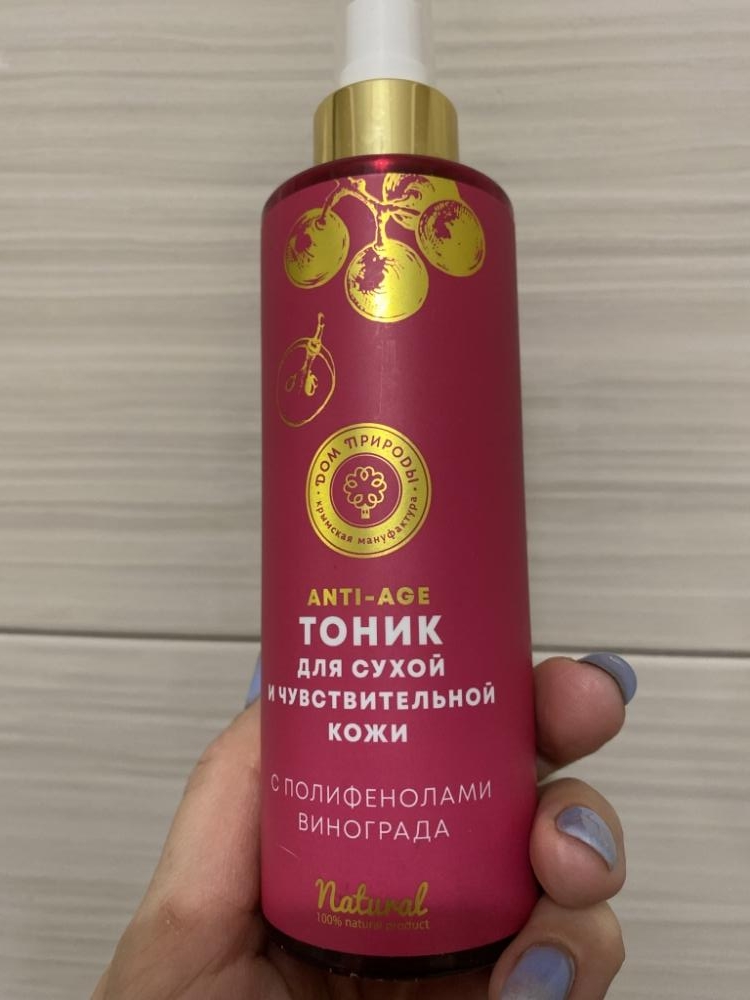 ДОМ ПРИРОДЫ
крымская мануфактура
ANTI-AGE
ТОНИК
ДЛЯ СУХОЙ
И ЧУВСТВИТЕЛЬНОЙ
КОЖИ
С ПОЛИФЕНОЛАМИ
ВИНОГРАДА
Natural
100% natural product